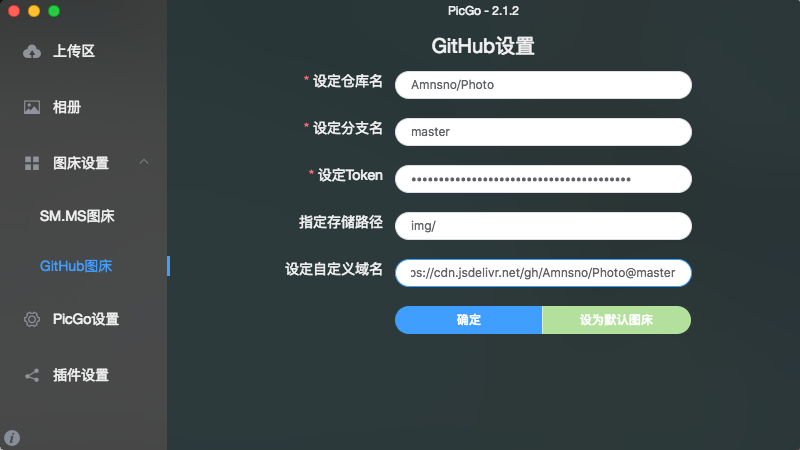 PicGo - 2.1.2
上传区
相册
图床设置
SM.MS图床
GitHub图床
PicGo设置
插件设置
GitHub设置
* 设定仓库名 Amnsno/Photo
* 设定分支名 master
* 设定Token ••••••••••••••••••••••••••••••••••••••••
指定存储路径 img/
设定自定义域名 ps://cdn.jsdelivr.net/gh/Amnsno/Photo@master
确定 设为默认图床